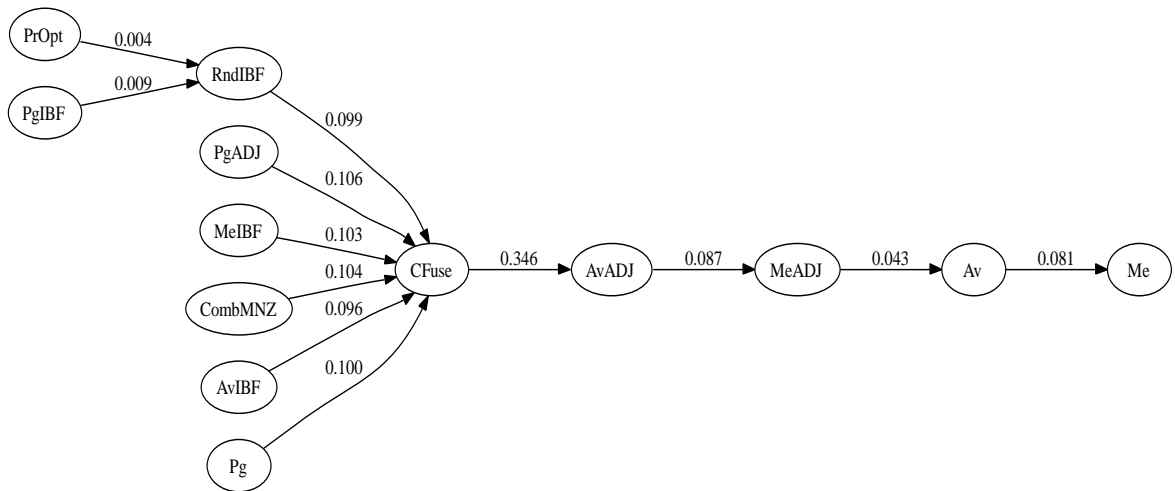 PrOpt
0.004
PgIBF
0.009
RndIBF
0.099
PgADJ
0.106
MeIBF
0.103
CombMNZ
0.104
AvIBF
0.096
Pg
0.100
CFuse
0.346
AvADJ
0.087
MeADJ
0.043
Av
0.081
Me